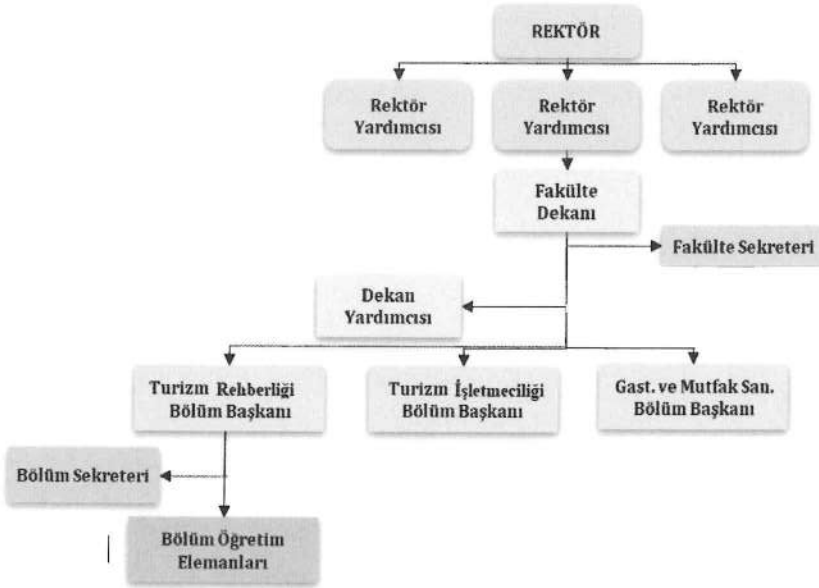 REKTÖR
Rektör
Yardımcısı
Rektör
Yardımcısı
Rektör
Yardımcısı
Fakülte
Dekanı
Fakülte Sekreteri
Dekan
Yardımcısı
Turizm Rehberliği
Bölüm Başkanı
Turizm İşletmeciliği
Bölüm Başkanı
Gast. ve Mutfak San.
Bölüm Başkanı
Bölüm Sekreteri
Bölüm Öğretim
Elemanları